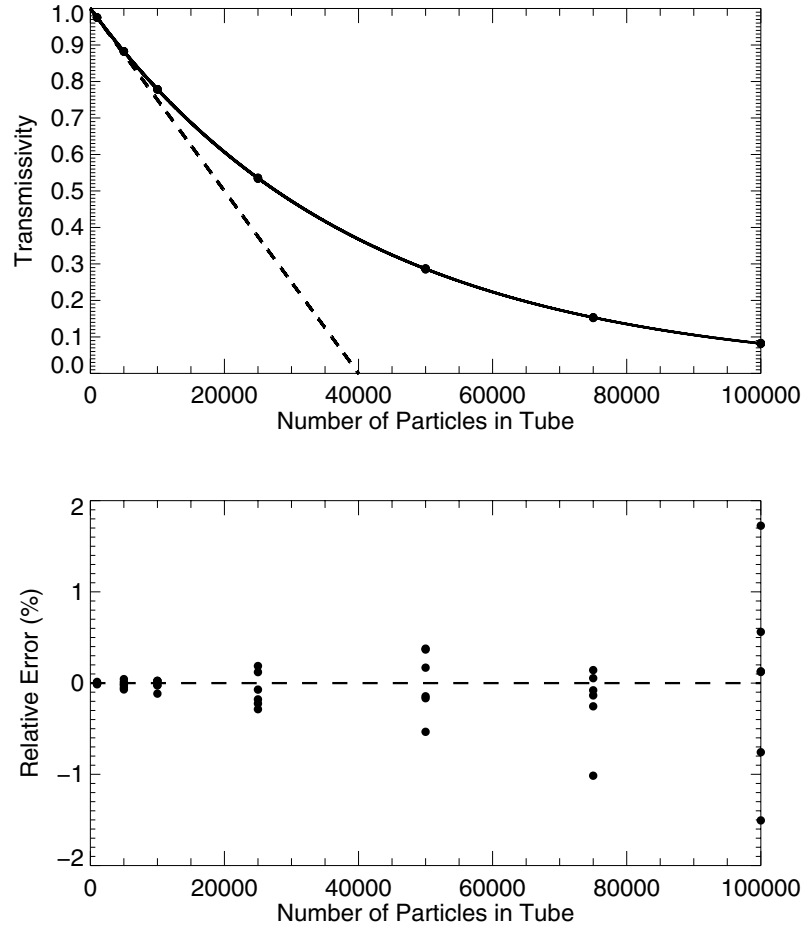 1.0
0.9
0.8
0.7
0.6
0.5
0.4
0.3
0.2
0.1
0.0
Transmissivity
0 20000 40000 60000 80000 100000
Number of Particles in Tube
2
1
0
−1
−2
Relative Error (%)
0 20000 40000 60000 80000 100000
Number of Particles in Tube